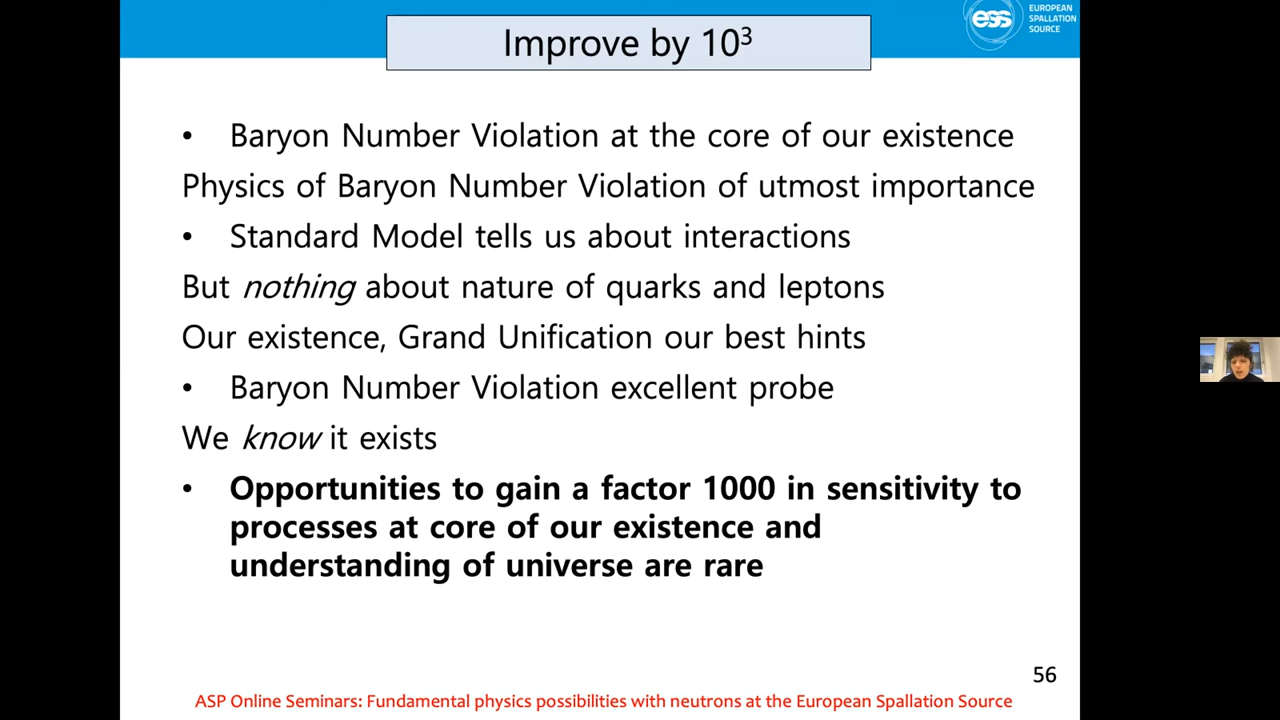 ess
EUROPEAN
SPALLATION
SOURCE
Improve by 10³
• Baryon Number Violation at the core of our existence
Physics of Baryon Number Violation of utmost importance
• Standard Model tells us about interactions
But nothing about nature of quarks and leptons
Our existence, Grand Unification our best hints
• Baryon Number Violation excellent probe
We know it exists
• Opportunities to gain a factor 1000 in sensitivity to
processes at core of our existence and
understanding of universe are rare
56
ASP Online Seminars: Fundamental physics possibilities with neutrons at the European Spallation Source